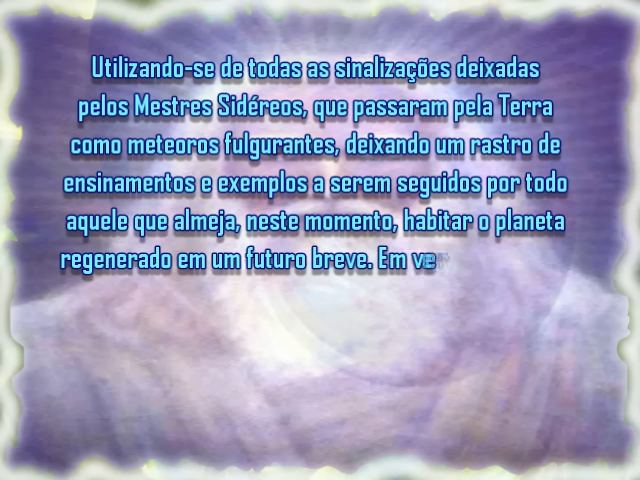 Utilizando-se de todas as sinalizações deixadas
pelos Mestres Sidéreos, que passaram pela Terra
como meteoros fulgurantes, deixando um rastro de
ensinamentos e exemplos a serem seguidos por todo
aquele que almeja, neste momento, habitar o planeta
regenerado em um futuro breve. Em ve